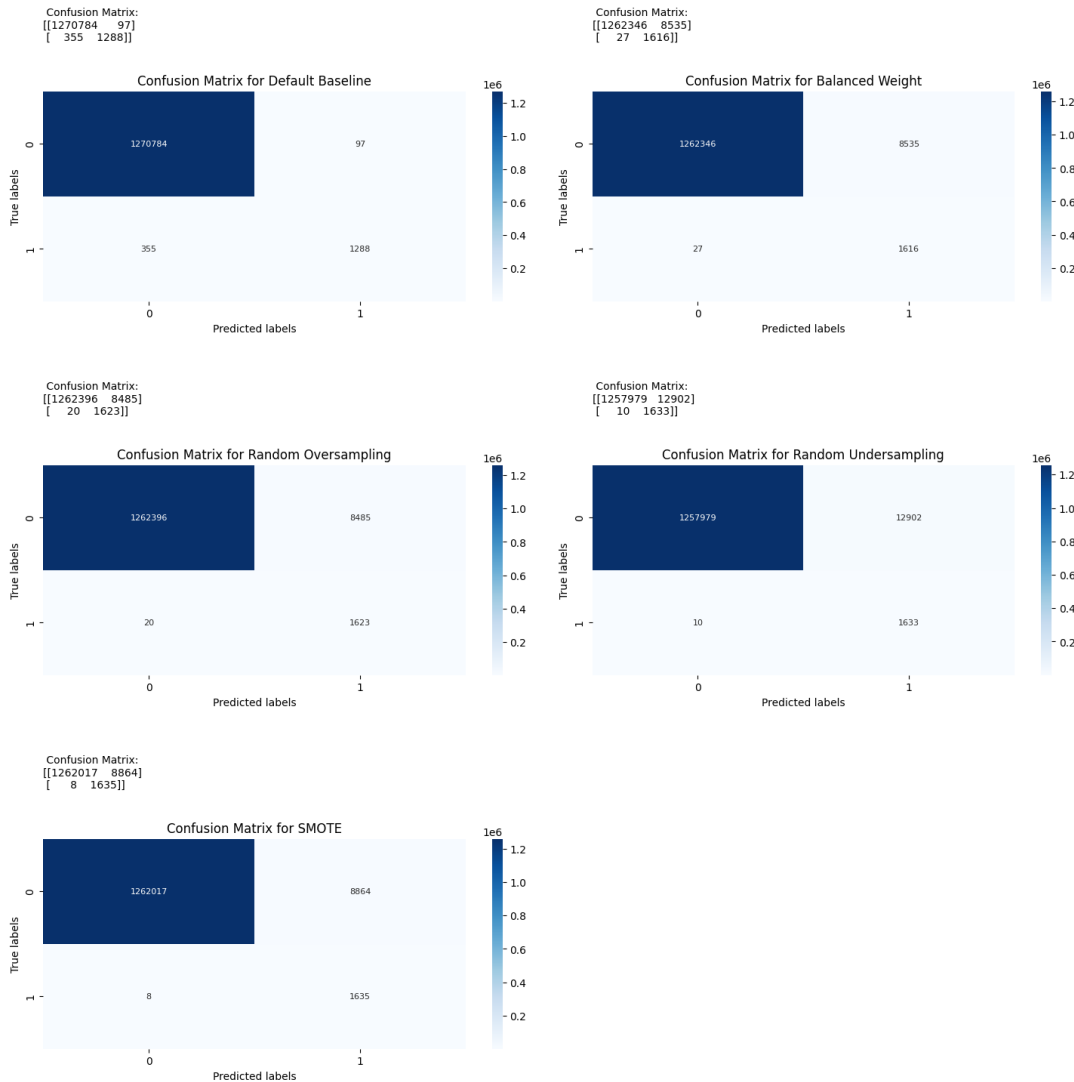 Confusion Matrix:
[[1270784 97]
[ 355 1288]]
Confusion Matrix for Default Baseline
1e6
1270784
97
355
1288
0
1
True labels
0
1
Predicted labels
1.2
1.0
0.8
0.6
0.4
0.2
Confusion Matrix:
[[1262346 8535]
[ 27 1616]]
Confusion Matrix for Balanced Weight
1e6
1262346
8535
27
1616
0
1
True labels
0
1
Predicted labels
1.2
1.0
0.8
0.6
0.4
0.2
Confusion Matrix:
[[1262396 8485]
[ 20 1623]]
Confusion Matrix for Random Oversampling
1e6
1262396
8485
20
1623
0
1
True labels
0
1
Predicted labels
1.2
1.0
0.8
0.6
0.4
0.2
Confusion Matrix:
[[1257979 12902]
[ 10 1633]]
Confusion Matrix for Random Undersampling
1e6
1257979
12902
10
1633
0
1
True labels
0
1
Predicted labels
1.2
1.0
0.8
0.6
0.4
0.2
Confusion Matrix:
[[1262017 8864]
[ 8 1635]]
Confusion Matrix for SMOTE
1e6
1262017
8864
8
1635
0
1
True labels
0
1
Predicted labels
1.2
1.0
0.8
0.6
0.4
0.2